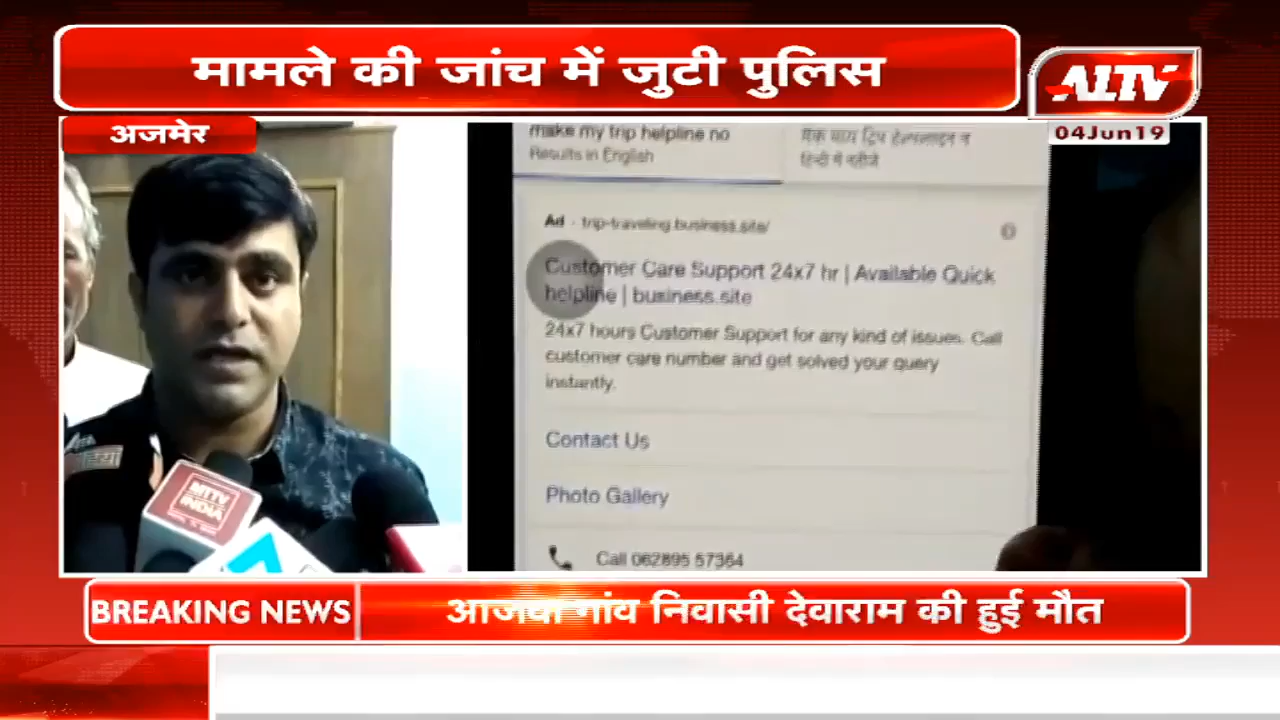 मामले की जांच में जुटी पुलिस
ALTV
04Jun19
अजमेर
make my trip helpline no
Results in English
हिन्दी में नतीजे
Ad · trip-traveling.business.site/
Customer Care Support 24x7 hr | Available Quick
helpline | business.site
24x7 hours Customer Support for any kind of issues. Call
customer care number and get solved your query
instantly.
Contact Us
Photo Gallery
Call 062895 57364
INDIA
BREAKING NEWS
गांव निवासी देवाराम की हुई मौत